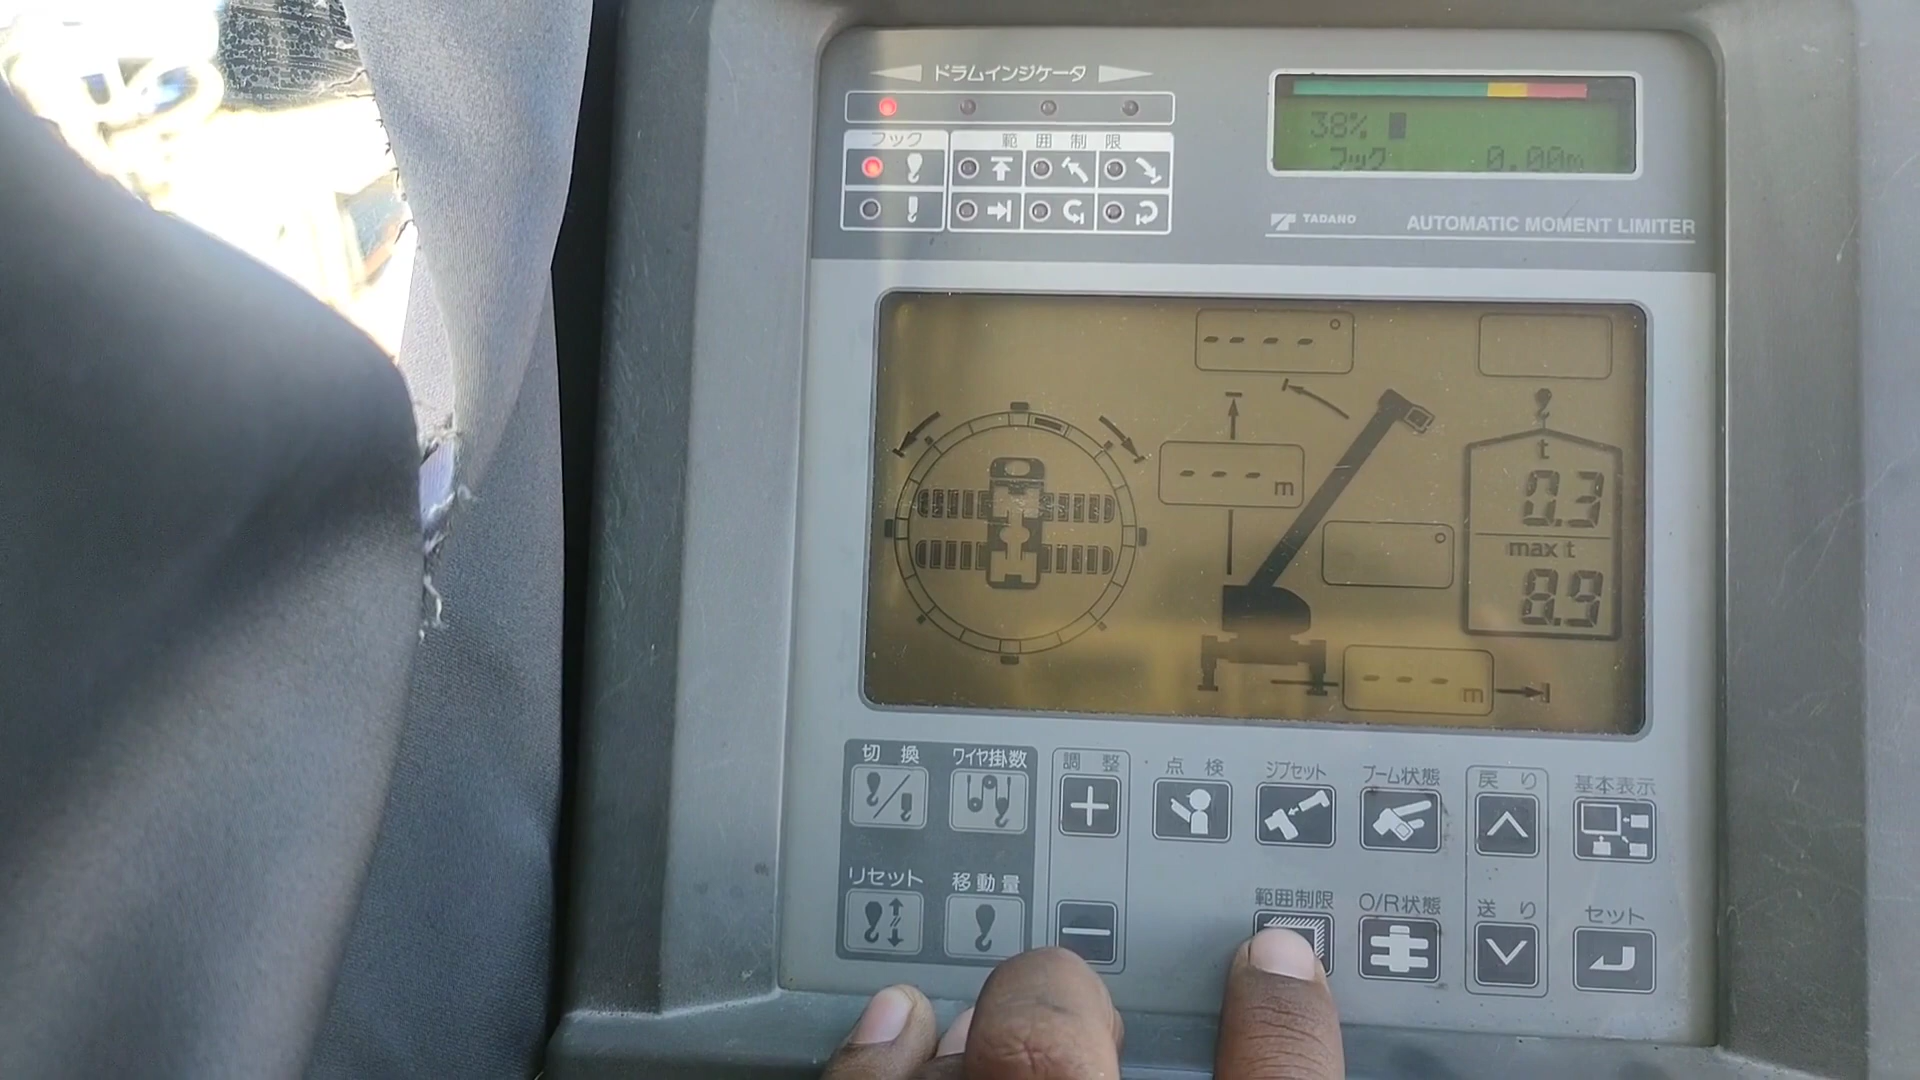 ドラムインジケータ
フック
範囲制限
38%
フック 0.00m
TADANO
AUTOMATIC MOMENT LIMITER
- - - - °
- - - m
°
t
0.3
max t
8.9
- - - m
切換
ワイヤ掛数
調整
点検
ジブセット
ブーム状態
戻り
基本表示
リセット
移動量
範囲制限
O/R状態
送り
セット